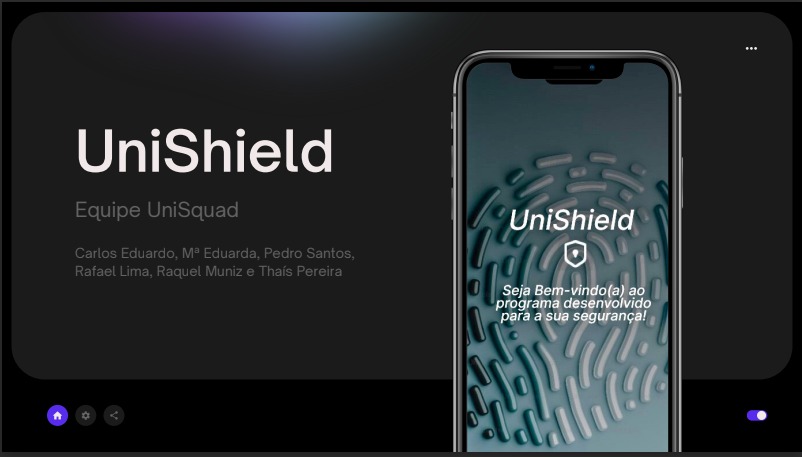 UniShield
Equipe UniSquad
Carlos Eduardo, Mª Eduarda, Pedro Santos,
Rafael Lima, Raquel Muniz e Thaís Pereira
UniShield
Seja Bem-vindo(a) ao
programa desenvolvido
para a sua segurança!